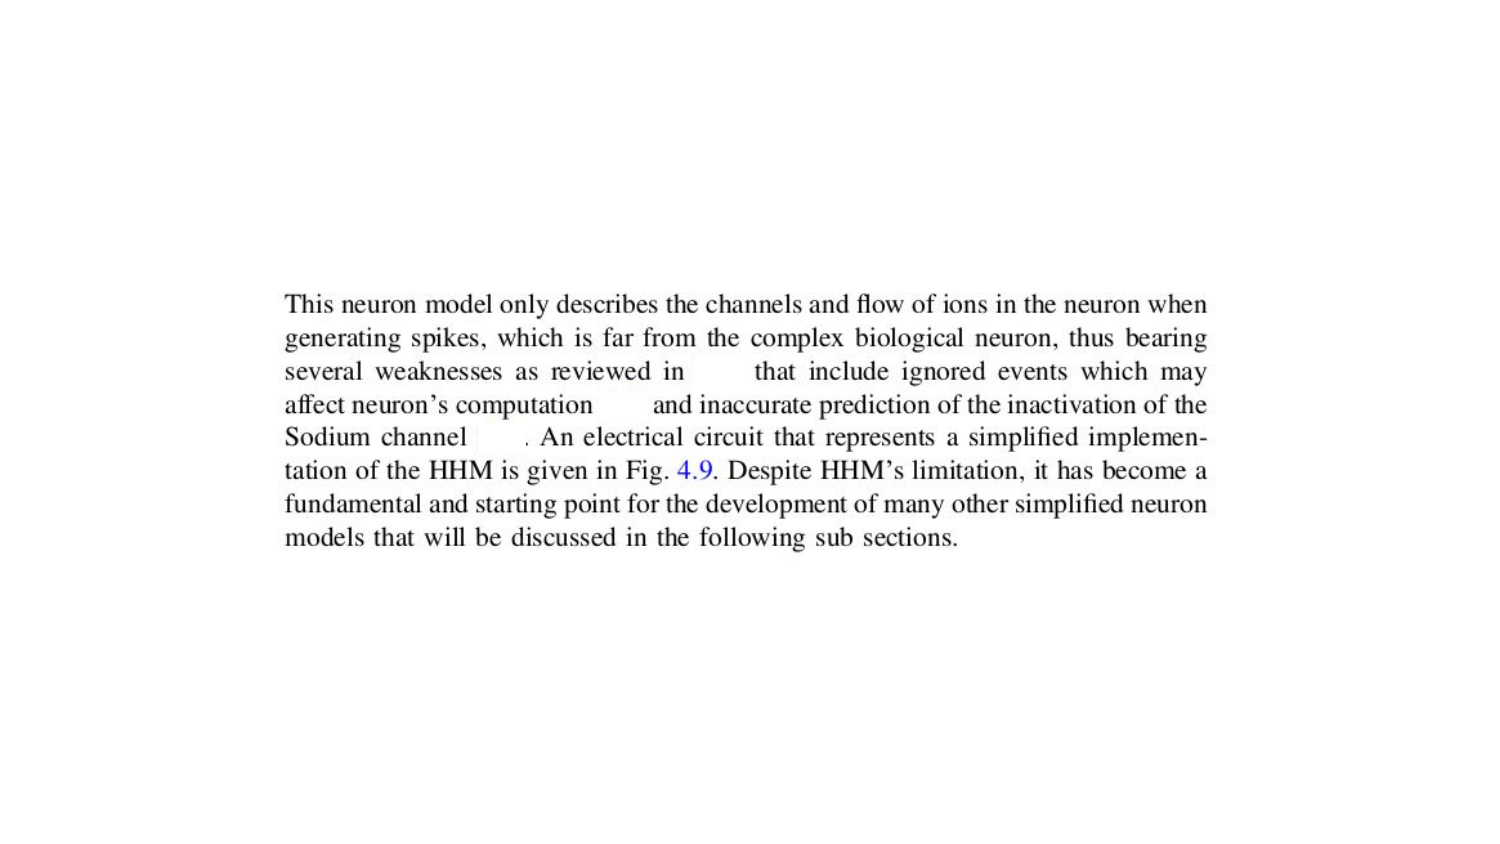 This neuron model only describes the channels and flow of ions in the neuron when
generating spikes, which is far from the complex biological neuron, thus bearing
several weaknesses as reviewed in that include ignored events which may
affect neuron's computation and inaccurate prediction of the inactivation of the
Sodium channel . An electrical circuit that represents a simplified implemen-
tation of the HHM is given in Fig. 4.9. Despite HHM's limitation, it has become a
fundamental and starting point for the development of many other simplified neuron
models that will be discussed in the following sub sections.